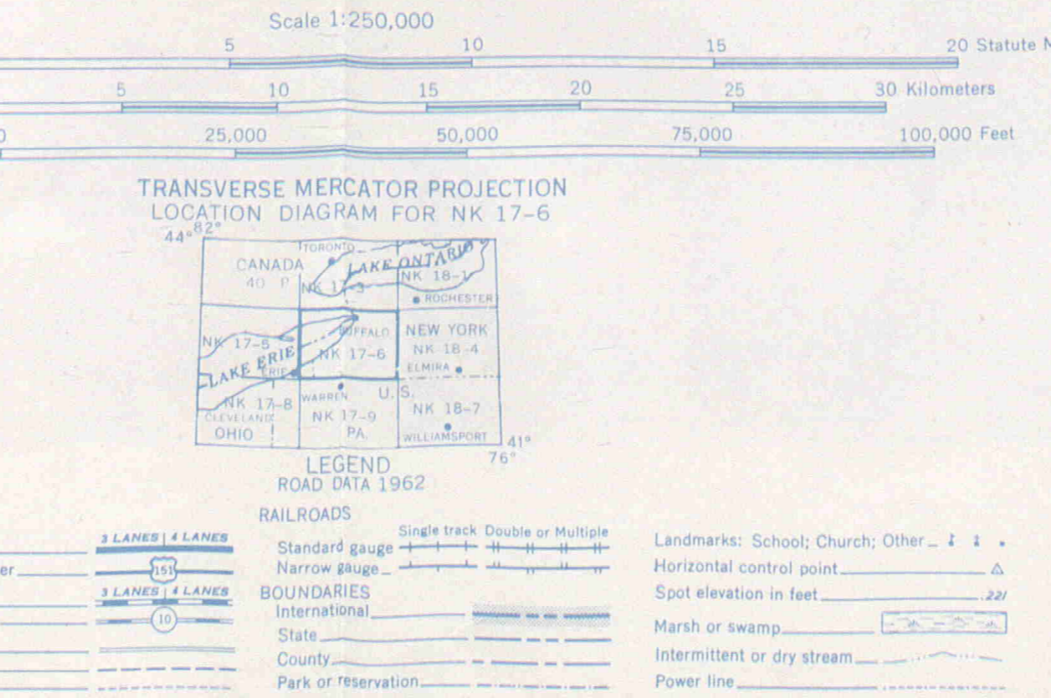 Scale 1:250,000
5 10 15 20 Statute
5 10 15 20 25 30 Kilometers
25,000 50,000 75,000 100,000 Feet
TRANSVERSE MERCATOR PROJECTION
LOCATION DIAGRAM FOR NK 17-6
44° 82°
TORONTO
CANADA
LAKE ONTARIO
40 P NK 17-3 NK 18-1
ROCHESTER
BUFFALO NEW YORK
NK 17-5
NK 17-6 NK 18-4
LAKE ERIE
ERIE ELMIRA
WARREN U.S.
NK 17-8 NK 17-9 NK 18-7
CLEVELAND
OHIO PA. WILLIAMSPORT 41°
76°
LEGEND
ROAD DATA 1962
3 LANES | 4 LANES
151
3 LANES | 4 LANES
10
RAILROADS
Single track Double or Multiple
Standard gauge
Narrow gauge
BOUNDARIES
International
State
County
Park or reservation
Landmarks: School; Church; Other
Horizontal control point
Spot elevation in feet .221
Marsh or swamp
Intermittent or dry stream
Power line